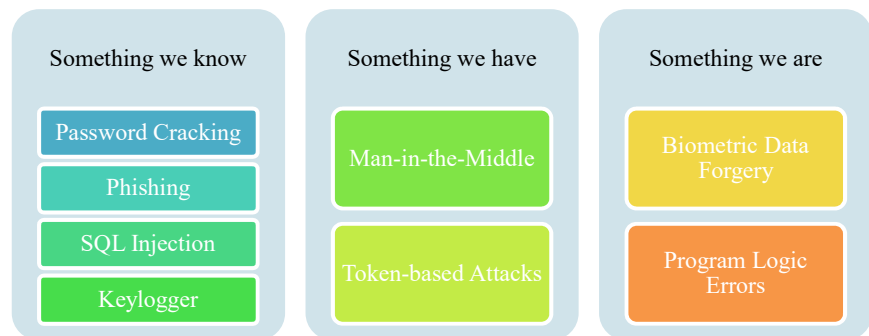 Something we know
Password Cracking
Phishing
SQL Injection
Keylogger
Something we have
Man-in-the-Middle
Token-based Attacks
Something we are
Biometric Data
Forgery
Program Logic
Errors